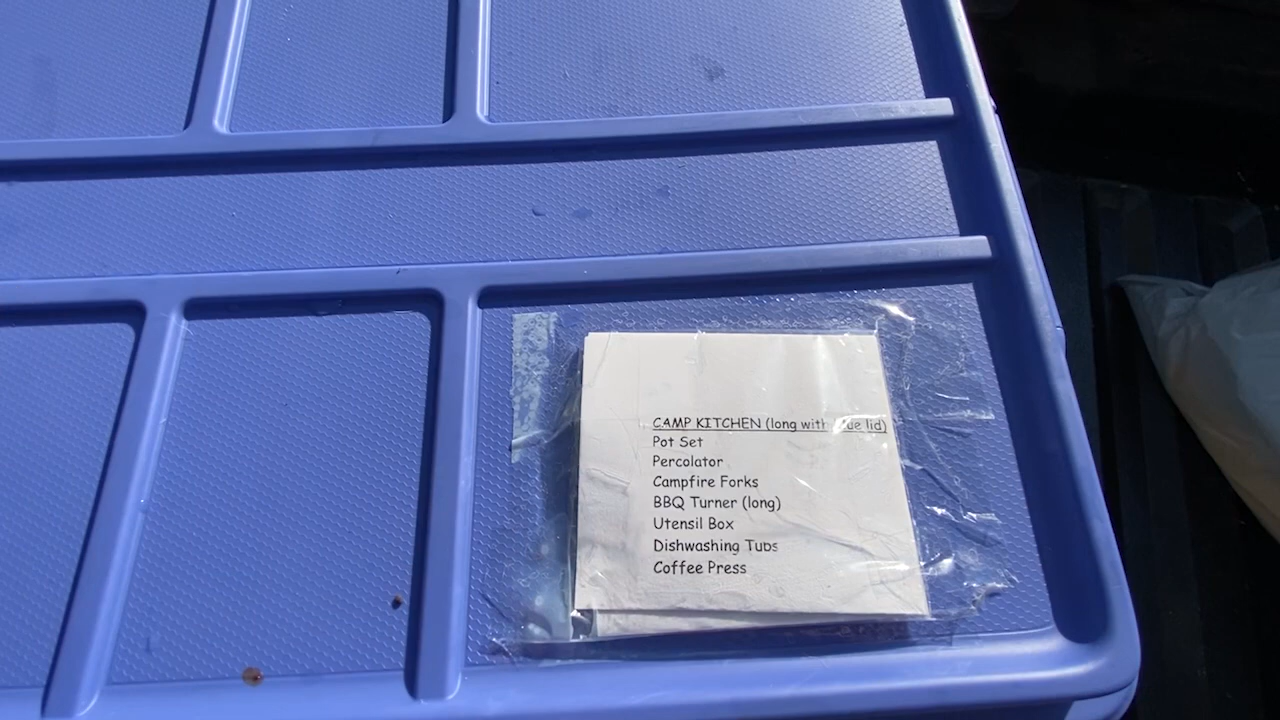 CAMP KITCHEN (long with lid)
Pot Set
Percolator
Campfire Forks
BBQ Turner (long)
Utensil Box
Dishwashing Tubs
Coffee Press